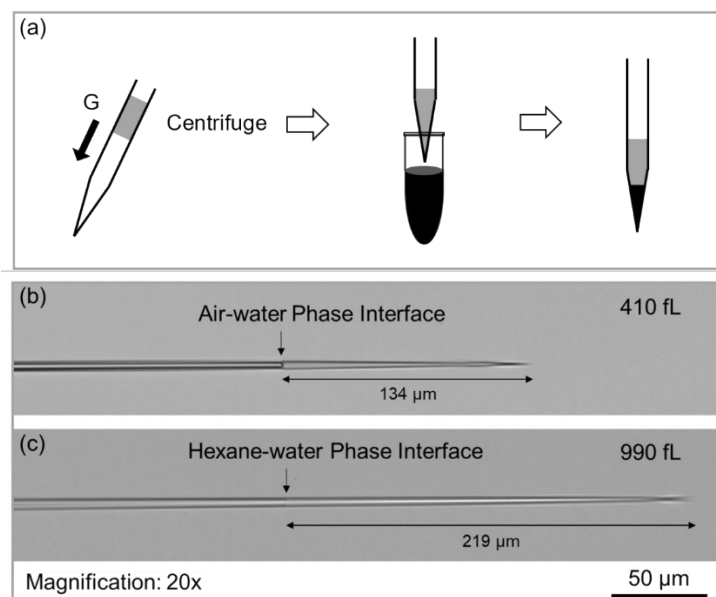 (a)
G
Centrifuge
(b)
Air-water Phase Interface
410 fL
134 µm
(c)
Hexane-water Phase Interface
990 fL
219 µm
Magnification: 20x
50 µm